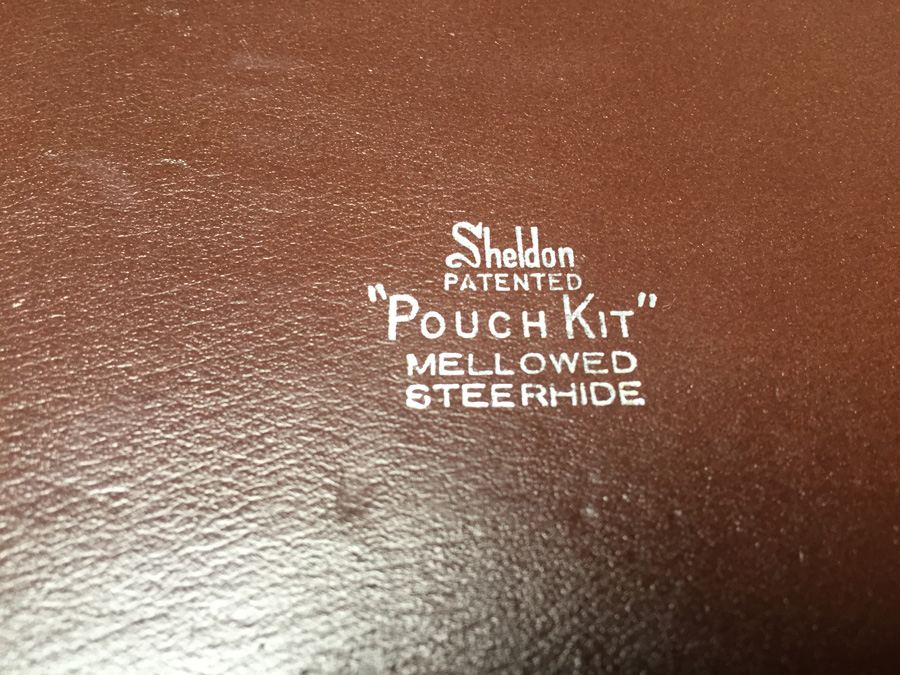 Sheldon
PATENTED
"POUCH KIT"
MELLOWED
STEERHIDE